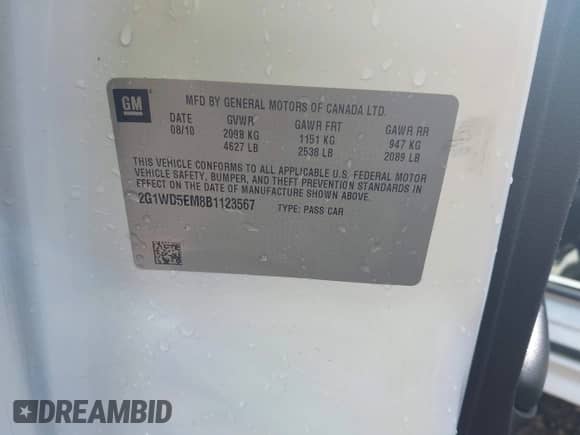 GM
MFD BY GENERAL MOTORS OF CANADA LTD.
DATE GVWR GAWR FRT GAWR RR
08/10 2099 KG 1151 KG 947 KG
4627 LB 2538 LB 2089 LB
THIS VEHICLE CONFORMS TO ALL APPLICABLE U.S. FEDERAL MOTOR
VEHICLE SAFETY, BUMPER, AND THEFT PREVENTION STANDARDS IN
EFFECT ON THE DATE OF MANUFACTURE SHOWN ABOVE.
2G1WD5EM8B1123567 TYPE: PASS CAR
DREAMBID